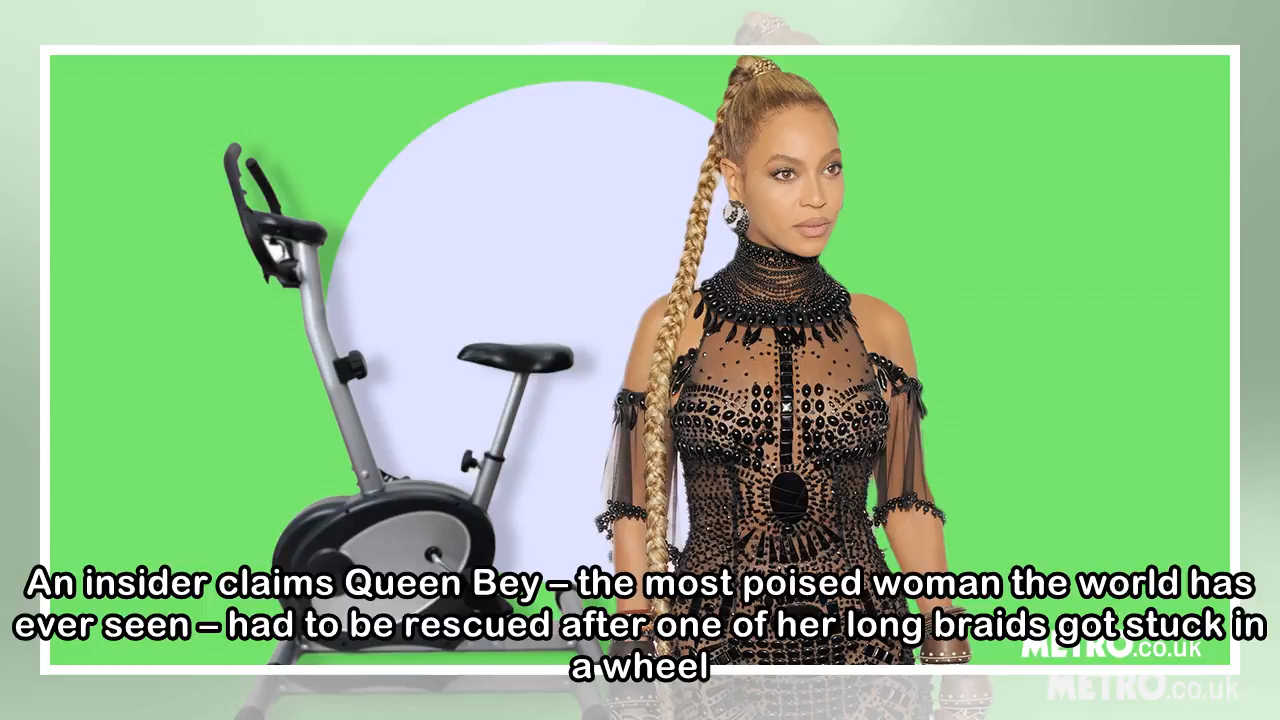 An insider claims Queen Bey – the most poised woman the world has
ever seen – had to be rescued after one of her long braids got stuck in
a wheel
METRO.co.uk
METRO.co.uk